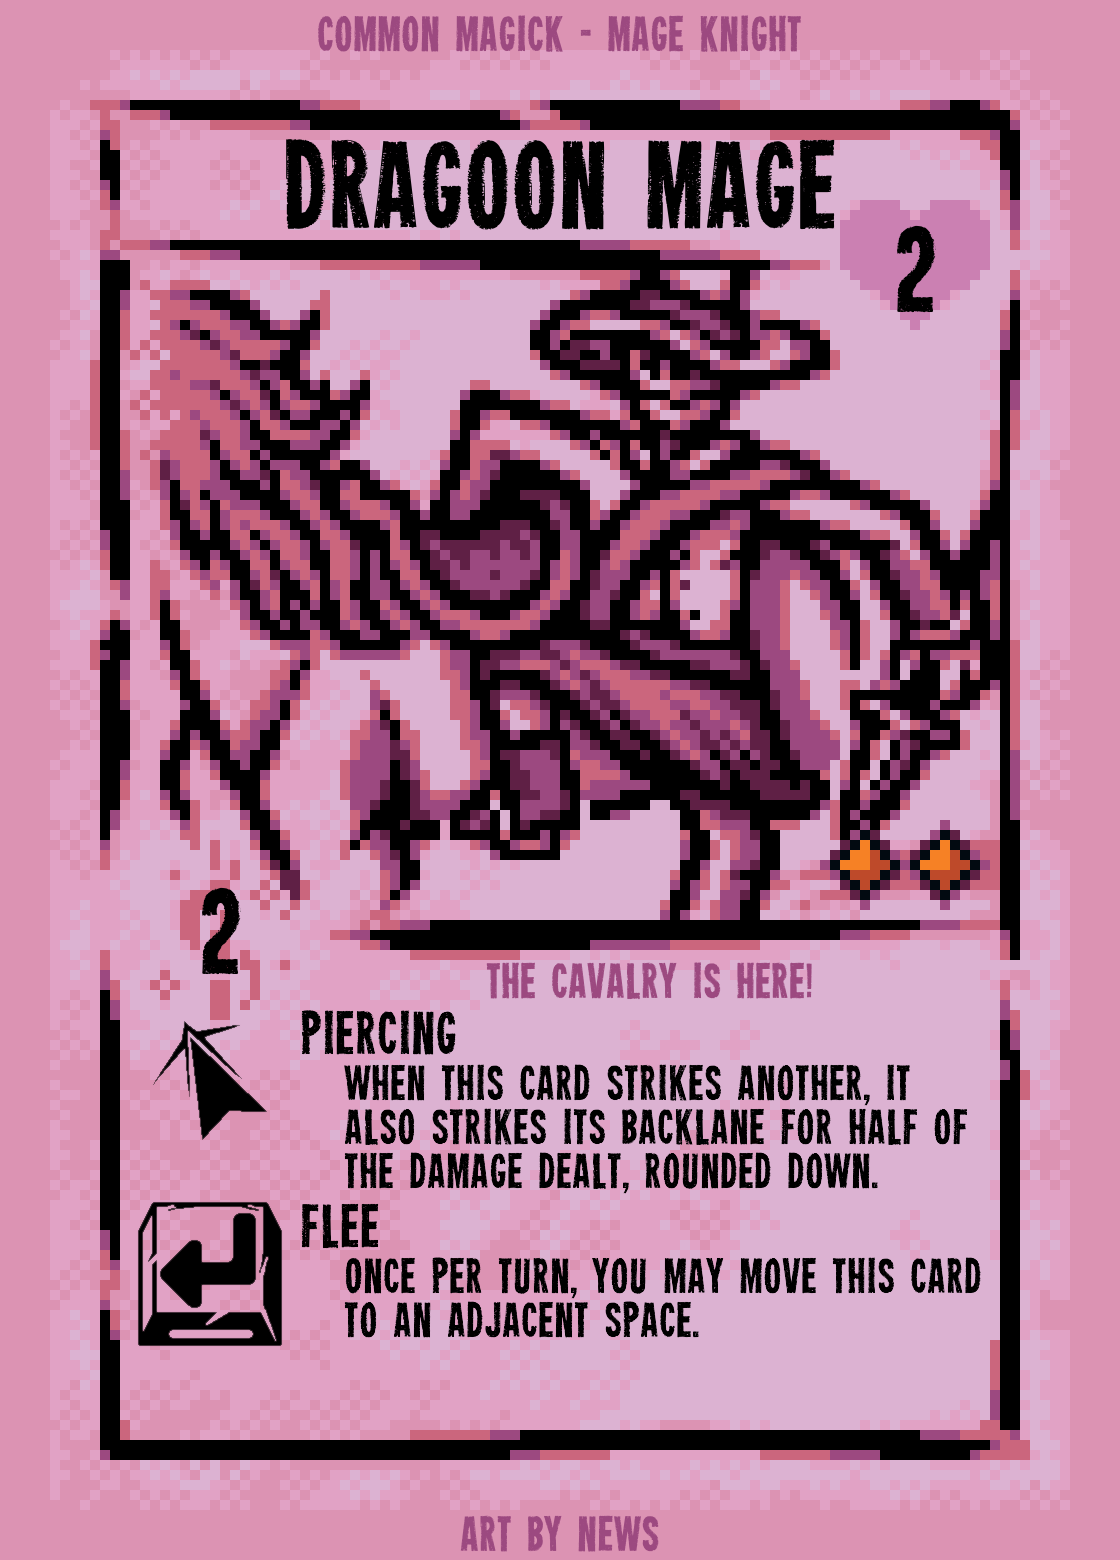 COMMON MAGICK - MAGE KNIGHT
DRAGOON MAGE
2
2
THE CAVALRY IS HERE!
PIERCING
WHEN THIS CARD STRIKES ANOTHER, IT
ALSO STRIKES ITS BACKLANE FOR HALF OF
THE DAMAGE DEALT, ROUNDED DOWN.
FLEE
ONCE PER TURN, YOU MAY MOVE THIS CARD
TO AN ADJACENT SPACE.
ART BY NEWS